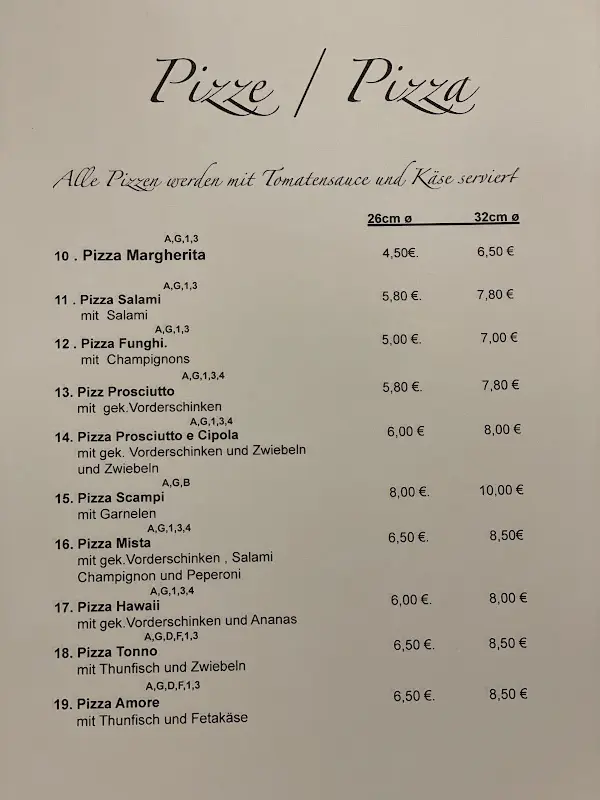 Pizze / Pizza
Alle Pizzen werden mit Tomatensauce und Käse serviert
26cm ø 32cm ø
A,G,1,3
10 . Pizza Margherita 4,50€. 6,50 €
A,G,1,3
11 . Pizza Salami 5,80 €. 7,80 €
mit Salami
A,G,1,3
12 . Pizza Funghi. 5,00 €. 7,00 €
mit Champignons
A,G,1,3,4
13. Pizz Prosciutto 5,80 €. 7,80 €
mit gek.Vorderschinken
A,G,1,3,4
14. Pizza Prosciutto e Cipola 6,00 € 8,00 €
mit gek. Vorderschinken und Zwiebeln
und Zwiebeln
A,G,B
15. Pizza Scampi 8,00 €. 10,00 €
mit Garnelen
A,G,1,3,4
16. Pizza Mista 6,50 €. 8,50€
mit gek.Vorderschinken , Salami
Champignon und Peperoni
A,G,1,3,4
17. Pizza Hawaii 6,00 €. 8,00 €
mit gek.Vorderschinken und Ananas
A,G,D,F,1,3
18. Pizza Tonno 6,50 €. 8,50 €
mit Thunfisch und Zwiebeln
A,G,D,F,1,3
19. Pizza Amore 6,50 €. 8,50 €
mit Thunfisch und Fetakäse